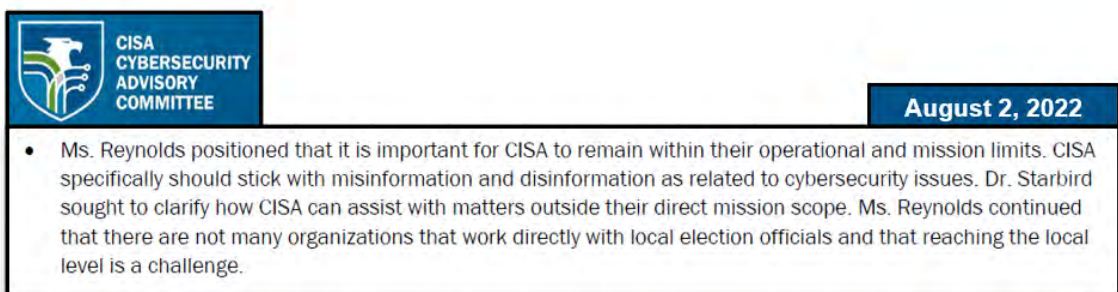 CISA
CYBERSECURITY
ADVISORY
COMMITTEE
August 2, 2022
• Ms. Reynolds positioned that it is important for CISA to remain within their operational and mission limits. CISA
specifically should stick with misinformation and disinformation as related to cybersecurity issues. Dr. Starbird
sought to clarify how CISA can assist with matters outside their direct mission scope. Ms. Reynolds continued
that there are not many organizations that work directly with local election officials and that reaching the local
level is a challenge.